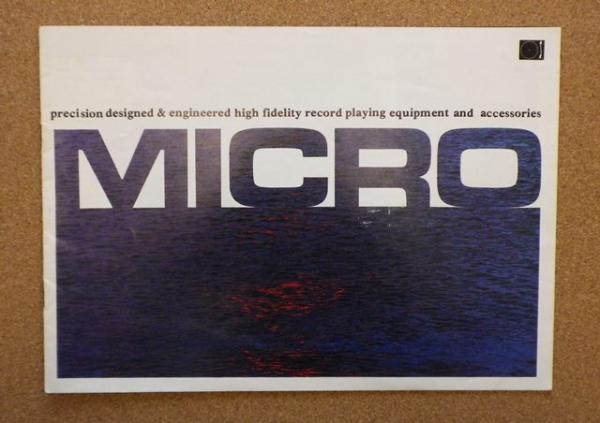 precision designed & engineered high fidelity record playing equipment and accessories
MICRO